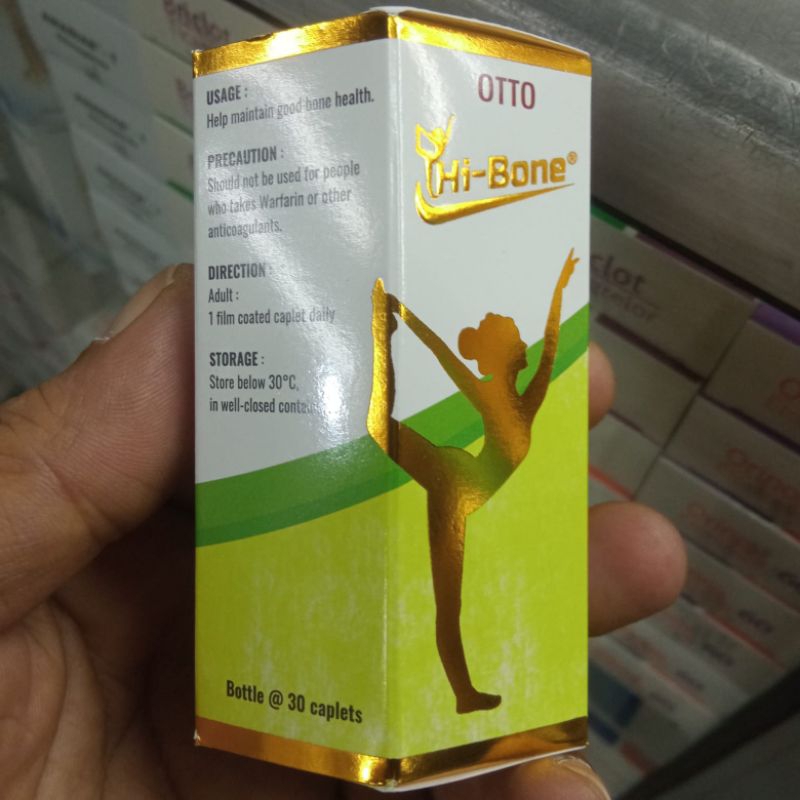 USAGE :
Help maintain good bone health.
PRECAUTION :
Should not be used for people
who takes Warfarin or other
anticoagulants.
DIRECTION :
Adult :
1 film coated caplet daily
STORAGE :
Store below 30°C,
in well-closed
Bottle @ 30 caplets
OTTO
Hi-Bone®
Briclot